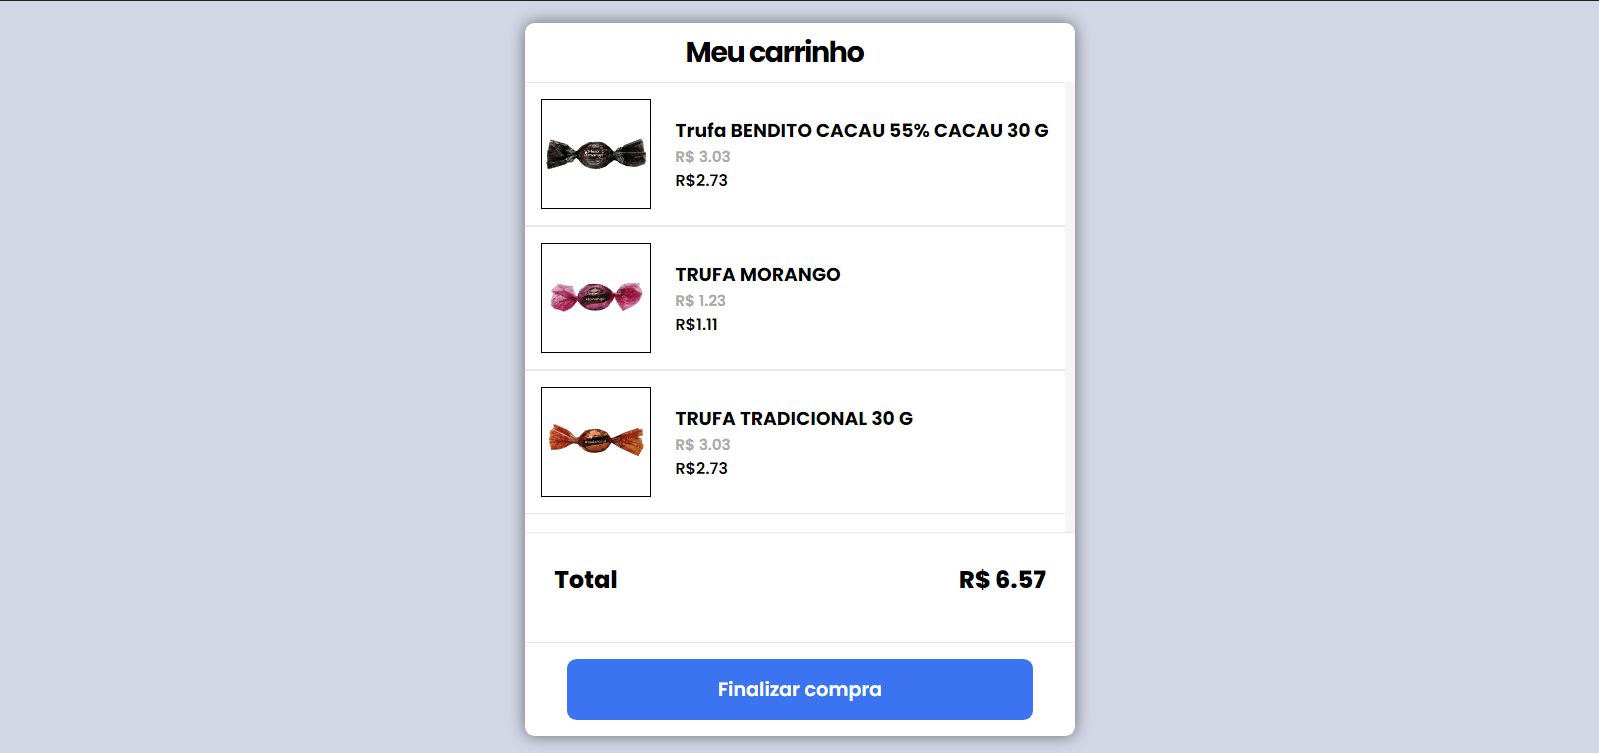 Meu carrinho
Trufa BENDITO CACAU 55% CACAU 30 G
R$ 3.03
R$2.73
TRUFA MORANGO
R$ 1.23
R$1.11
TRUFA TRADICIONAL 30 G
R$ 3.03
R$2.73
Total
R$ 6.57
Finalizar compra